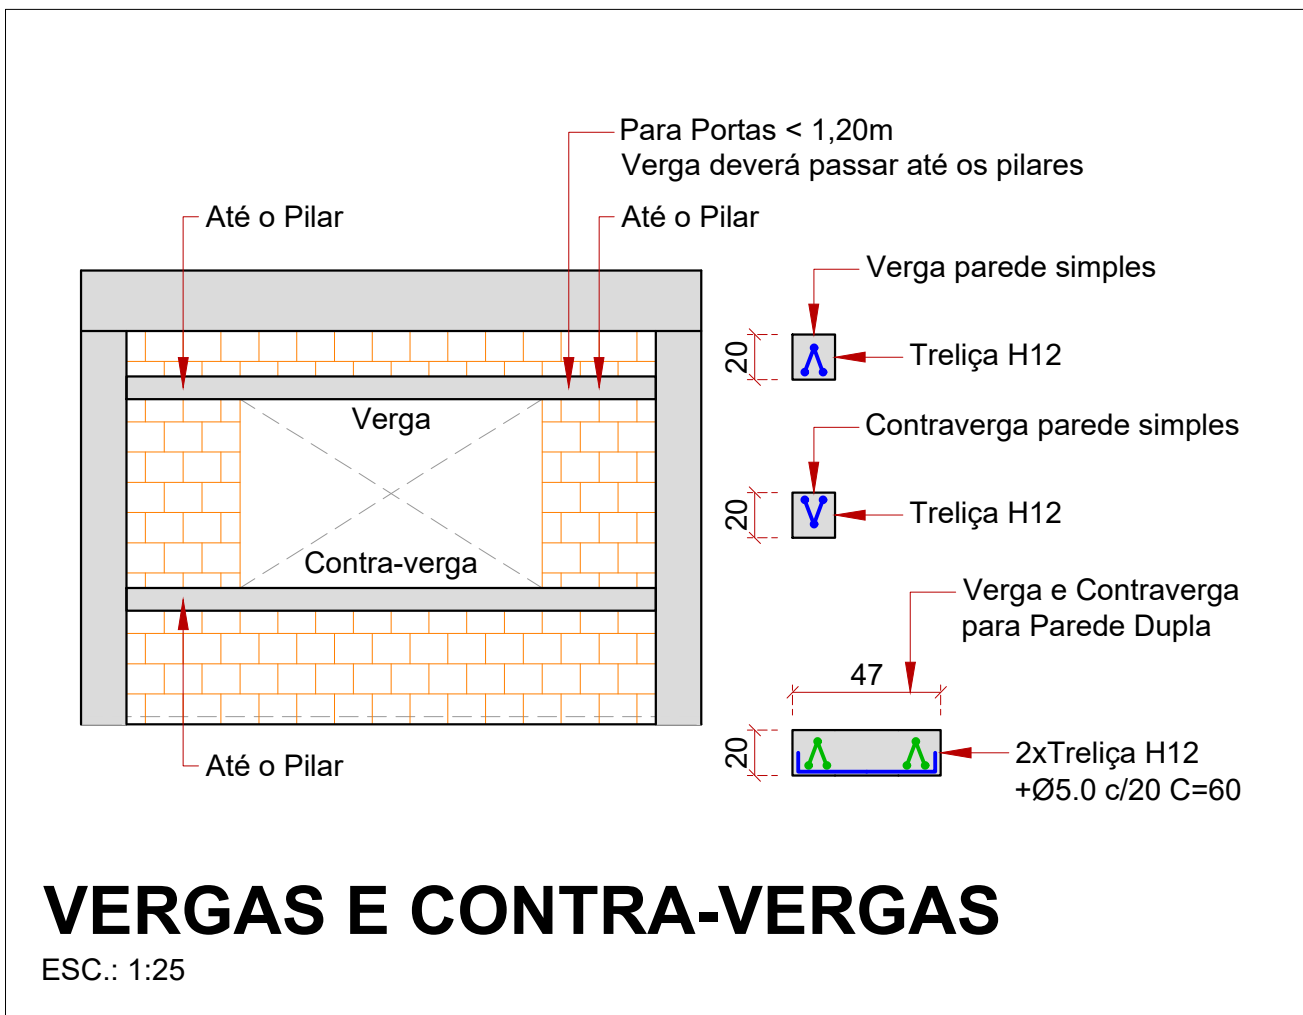 Para Portas < 1,20m
Verga deverá passar até os pilares
Até o Pilar
Até o Pilar
Verga parede simples
20
Treliça H12
Verga
Contraverga parede simples
20
Treliça H12
Contra-verga
Verga e Contraverga
para Parede Dupla
47
20
2xTreliça H12
+Ø5.0 c/20 C=60
Até o Pilar
VERGAS E CONTRA-VERGAS
ESC.: 1:25